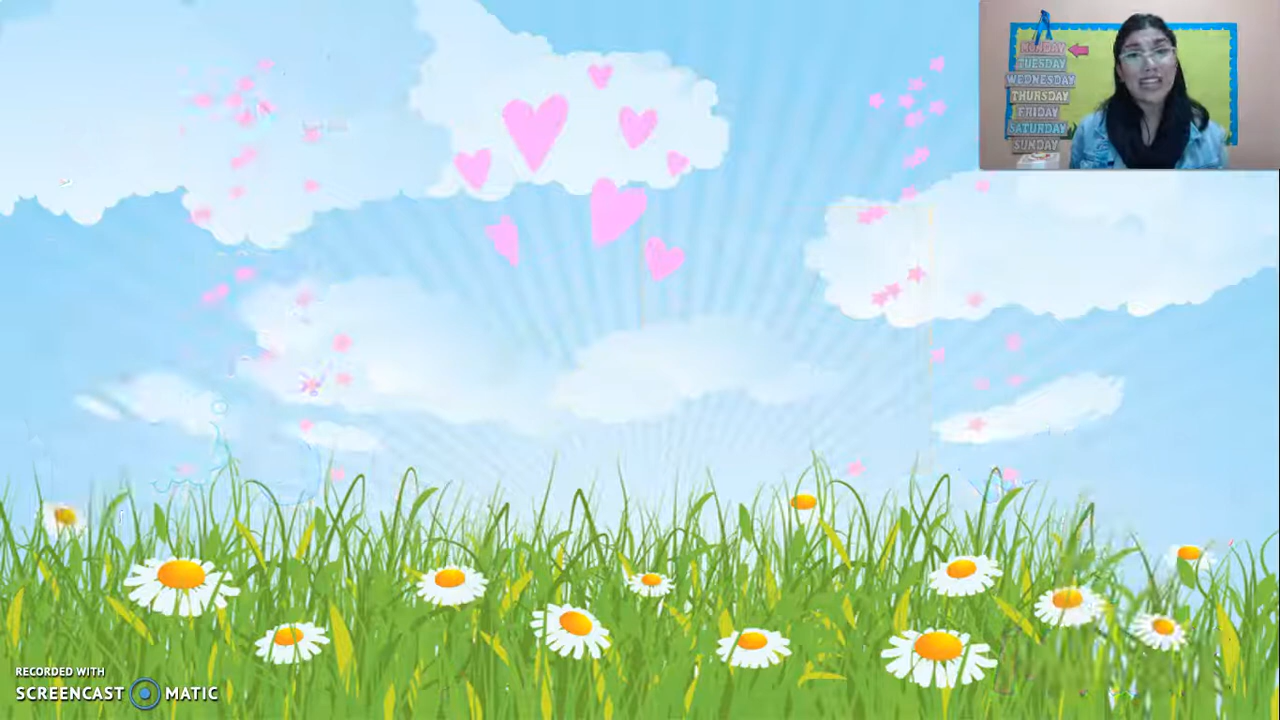 MONDAY
TUESDAY
WEDNESDAY
THURSDAY
FRIDAY
SATURDAY
SUNDAY
RECORDED WITH
SCREENCAST MATIC